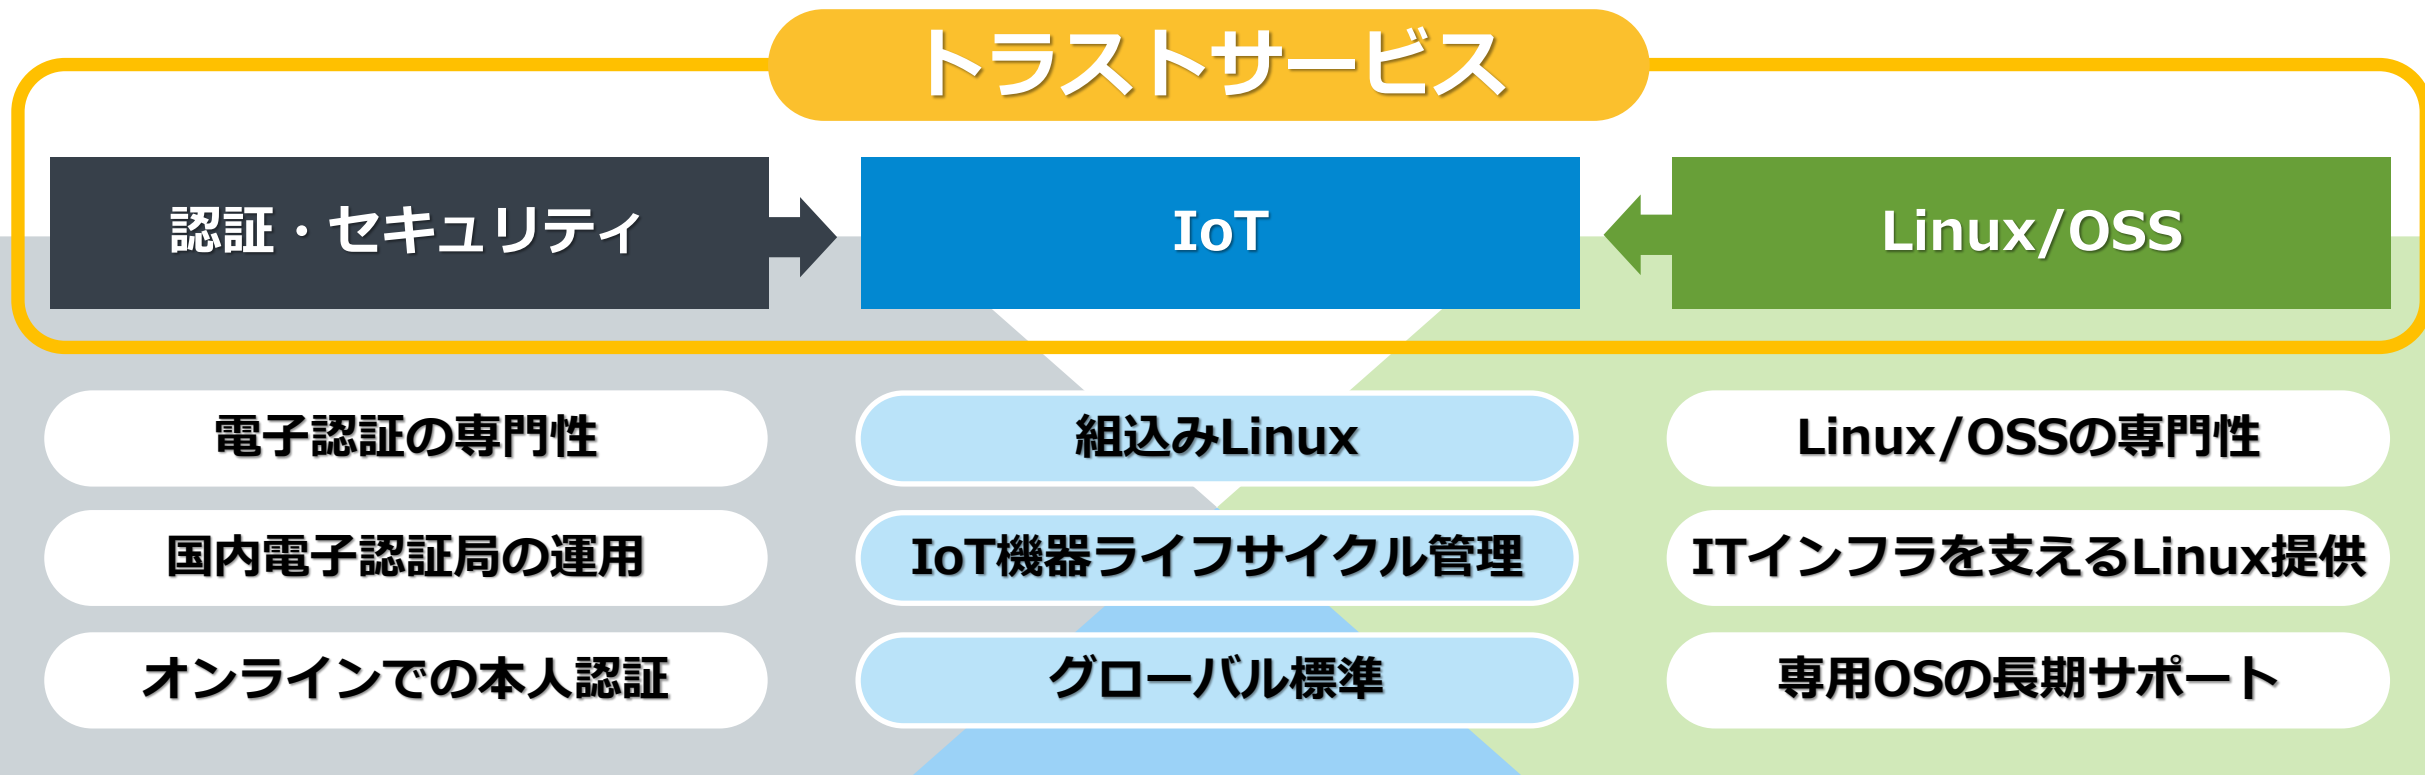 トラストサービス
認証・セキュリティ
IoT
Linux/OSS
電子認証の専門性
組込みLinux
Linux/OSSの専門性
国内電子認証局の運用
IoT機器ライフサイクル管理
ITインフラを支えるLinux提供
オンラインでの本人認証
グローバル標準
専用OSの長期サポート